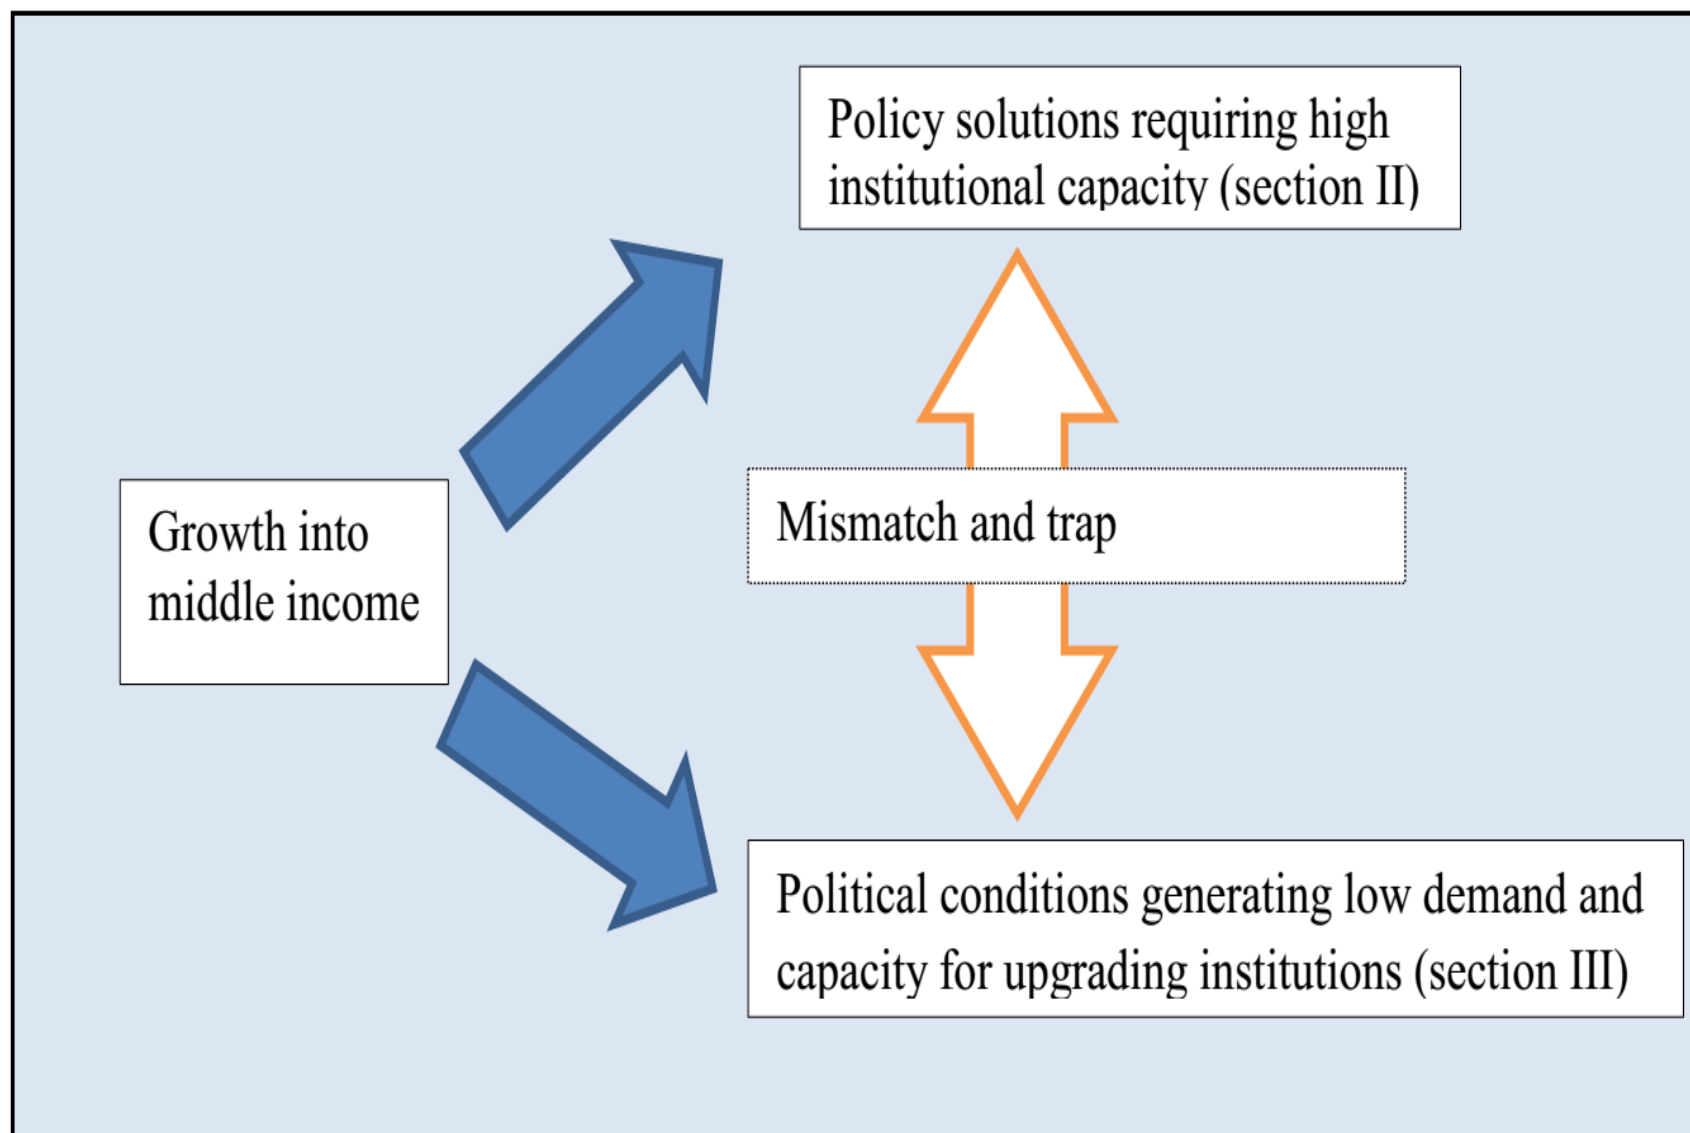 Policy solutions requiring high
institutional capacity (section II)
Growth into
middle income
Mismatch and trap
Political conditions generating low demand and
capacity for upgrading institutions (section III)